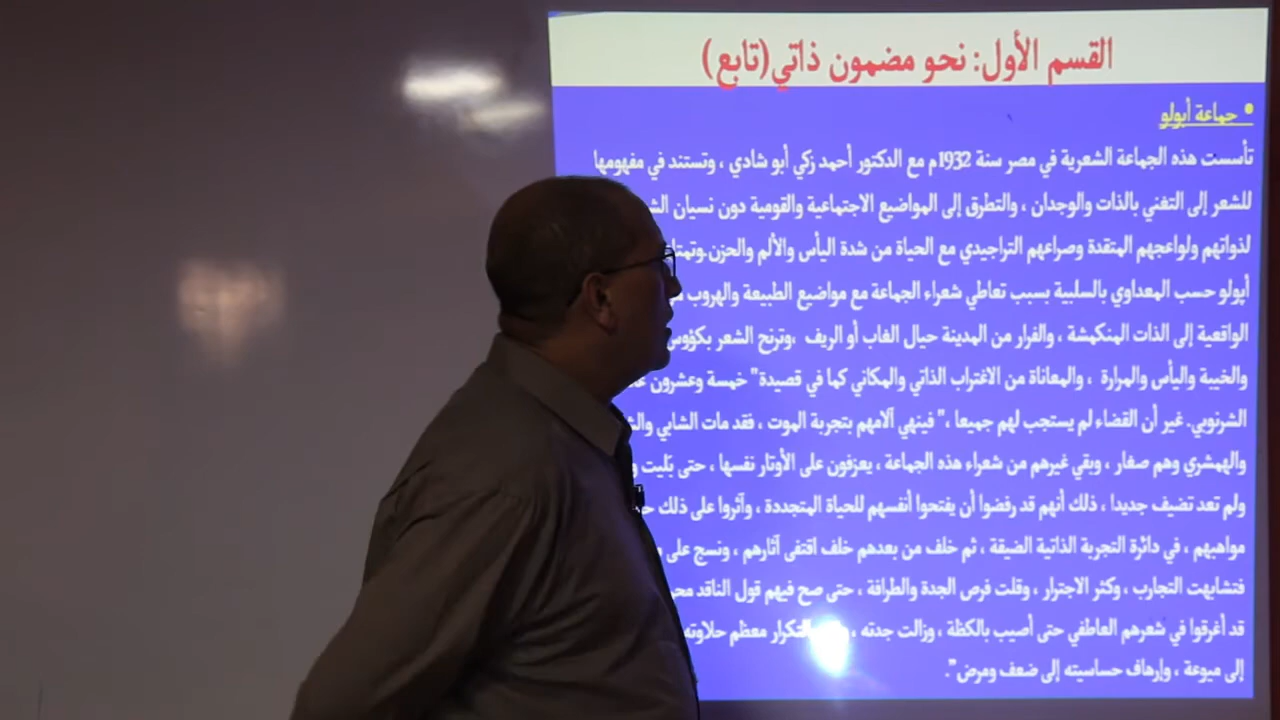 القسم الأول: نحو مضمون ذاتي(تابع)
• جماعة أبولو
تأسست هذه الجماعة الشعرية في مصر سنة 1932م مع الدكتور أحمد زكي أبو شادي ، وتستند في مفهومها
للشعر إلى التغني بالذات والوجدان ، والتطرق إلى المواضيع الاجتماعية والقومية دون نسيان
لذواتهم ولواعجهم المتقدة وصراعهم التراجيدي مع الحياة من شدة اليأس والألم والحزن.
أپولو حسب المعداوي بالسلبية بسبب تعاطي شعراء الجماعة مع مواضيع الطبيعة والهروب
الواقعية إلى الذات المنكمشة ، والفرار من المدينة حيال الغاب أو الريف ،وترنح الشعر بكؤوس
والخيبة واليأس والمرارة ، والمعاناة من الاغتراب الذاتي والمكاني كما في قصيدة" خمسة وعشرون
الشرنوبي. غير أن القضاء لم يستجب لهم جميعا ،" فينهي آلامهم بتجربة الموت ، فقد مات الشابي
والهمشري وهم صغار ، وبقي غيرهم من شعراء هذه الجماعة ، يعزفون على الأوتار نفسها ، حتى بليت
ولم تعد تضيف جديدا ، ذلك أنهم قد رفضوا أن يفتحوا أنفسهم للحياة المتجددة ، وآثروا على ذلك
مواهبهم ، في دائرة التجربة الذاتية الضيقة ، ثم خلف من بعدهم خلف اقتفى آثارهم ، ونسج على
فتشابهت التجارب ، وكثر الاجترار ، وقلت فرص الجدة والطرافة ، حتى صح فيهم قول الناقد
قد أغرقوا في شعرهم العاطفي حتى أصيب بالكظة ، وزالت جدته ، التكرار معظم حلاوته
إلى ميوعة ، وإرهاف حساسيته إلى ضعف ومرض".